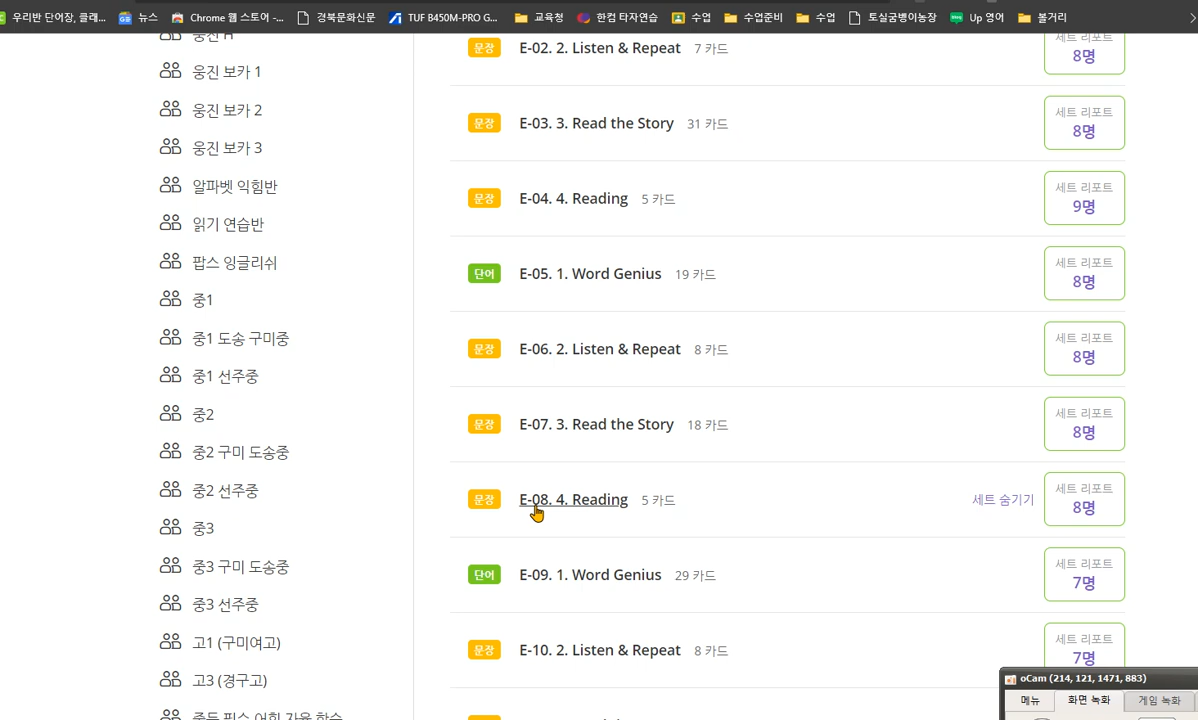 우리반 단어장, 클래... 뉴스 Chrome 웹 스토어 -... 경북문화신문 TUF B450M-PRO G... 교육청 한컴 타자연습 수업 수업준비 수업 토실굼벵이농장 Up 영어 볼거리
웅진 보카 1
웅진 보카 2
웅진 보카 3
알파벳 익힘반
읽기 연습반
팝스 잉글리쉬
중1
중1 도송 구미중
중1 선주중
중2
중2 구미 도송중
중2 선주중
중3
중3 구미 도송중
중3 선주중
고1 (구미여고)
고3 (경구고)
문장 E-02. 2. Listen & Repeat 7 카드 세트 리포트
8명
문장 E-03. 3. Read the Story 31 카드 세트 리포트
8명
문장 E-04. 4. Reading 5 카드 세트 리포트
9명
단어 E-05. 1. Word Genius 19 카드 세트 리포트
8명
문장 E-06. 2. Listen & Repeat 8 카드 세트 리포트
8명
문장 E-07. 3. Read the Story 18 카드 세트 리포트
8명
문장 E-08. 4. Reading 5 카드 세트 숨기기 세트 리포트
8명
단어 E-09. 1. Word Genius 29 카드 세트 리포트
7명
문장 E-10. 2. Listen & Repeat 8 카드 세트 리포트
7명
oCam (214, 121, 1471, 883)
메뉴 화면 녹화 게임 녹화